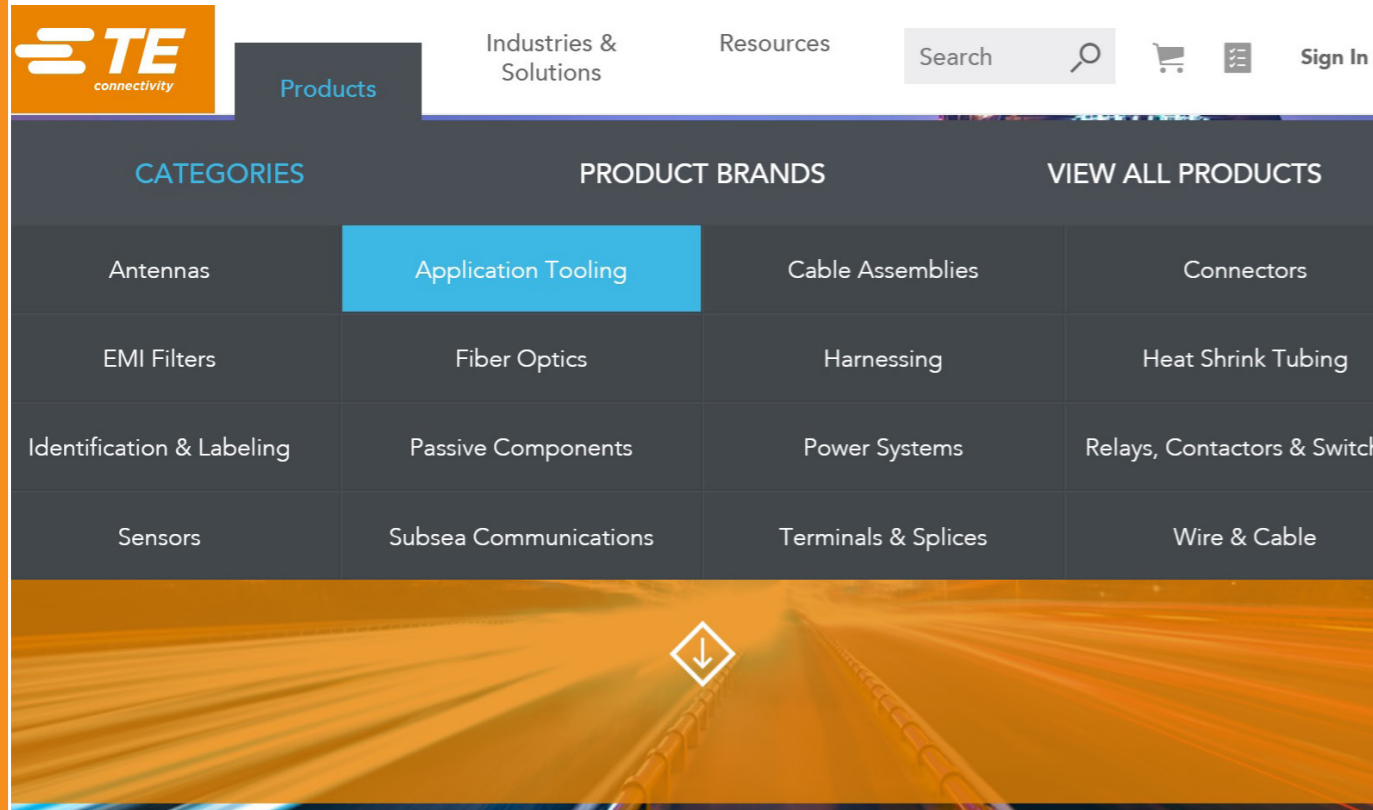 TE
connectivity
Products
Industries &
Solutions
Resources
Search
Sign In
CATEGORIES
PRODUCT BRANDS
VIEW ALL PRODUCTS
Antennas
Application Tooling
Cable Assemblies
Connectors
EMI Filters
Fiber Optics
Harnessing
Heat Shrink Tubing
Identification & Labeling
Passive Components
Power Systems
Relays, Contactors &
Sensors
Subsea Communications
Terminals & Splices
Wire & Cable